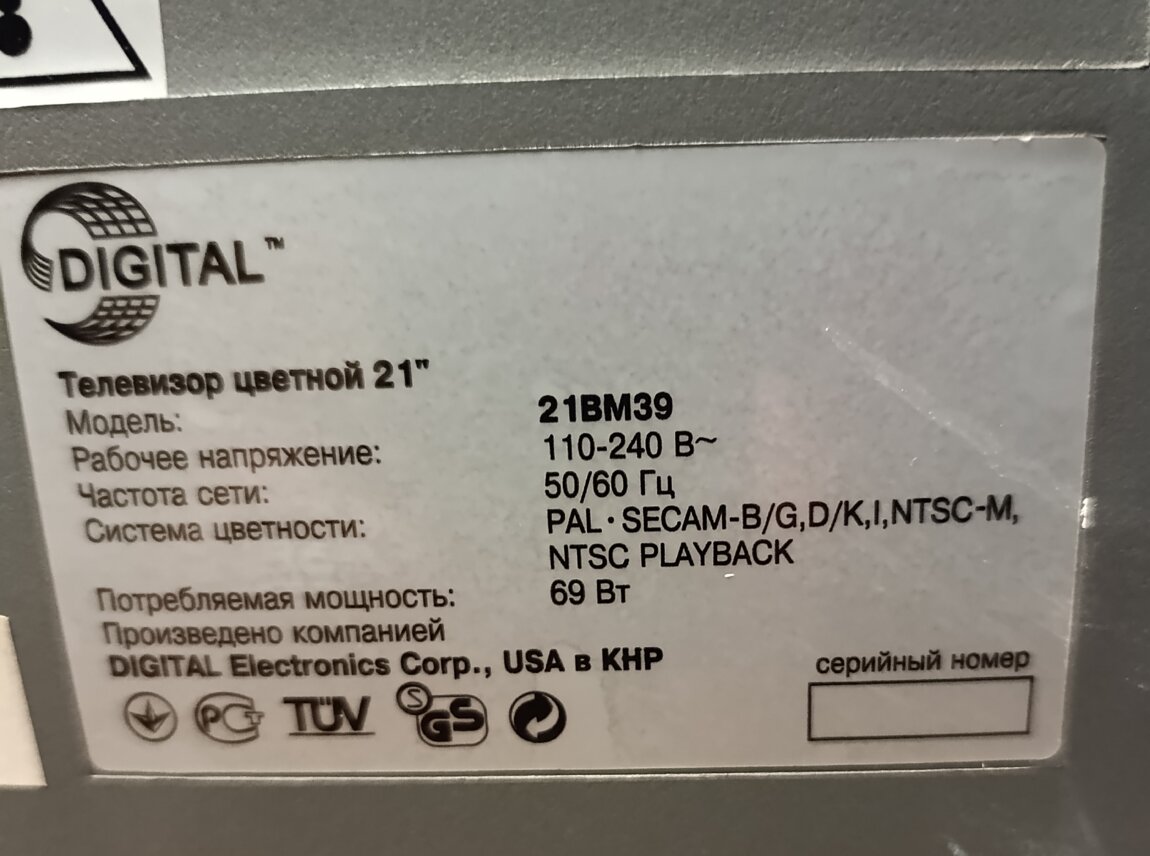 DIGITAL™
Телевизор цветной 21"
Модель: 21BM39
Рабочее напряжение: 110-240 В~
Частота сети: 50/60 Гц
Система цветности: PAL·SECAM-B/G,D/K,I,NTSC-M,
NTSC PLAYBACK
Потребляемая мощность: 69 Вт
Произведено компанией
DIGITAL Electronics Corp., USA в КНР
серийный номер
РСТ TÜV S GS